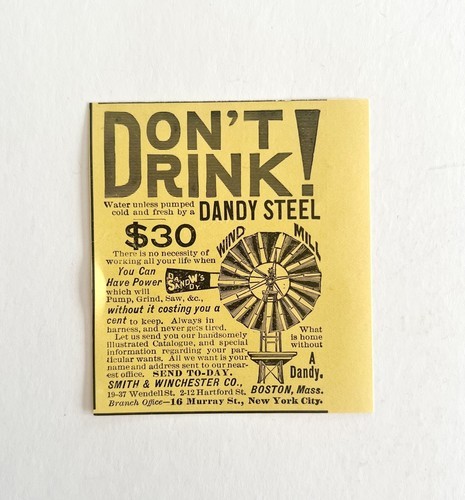 DON'T
DRINK!
Water unless pumped
cold and fresh by a DANDY STEEL
$30 WIND MILL
There is no necessity of
working all your life when
You Can
Have Power
which will
Pump, Grind, Saw, &c.,
without it costing you a
cent to keep. Always in
harness, and never gets tired.
Let us send you our handsomely
Illustrated Catalogue, and special
information regarding your par-
ticular wants. All we want is your
name and address sent to our near-
est office. SEND TO-DAY.
What
is home
without
A
Dandy.
SMITH & WINCHESTER CO.,
19-37 Wendell St. 2-12 Hartford St. BOSTON, Mass.
Branch Office—16 Murray St., New York City.